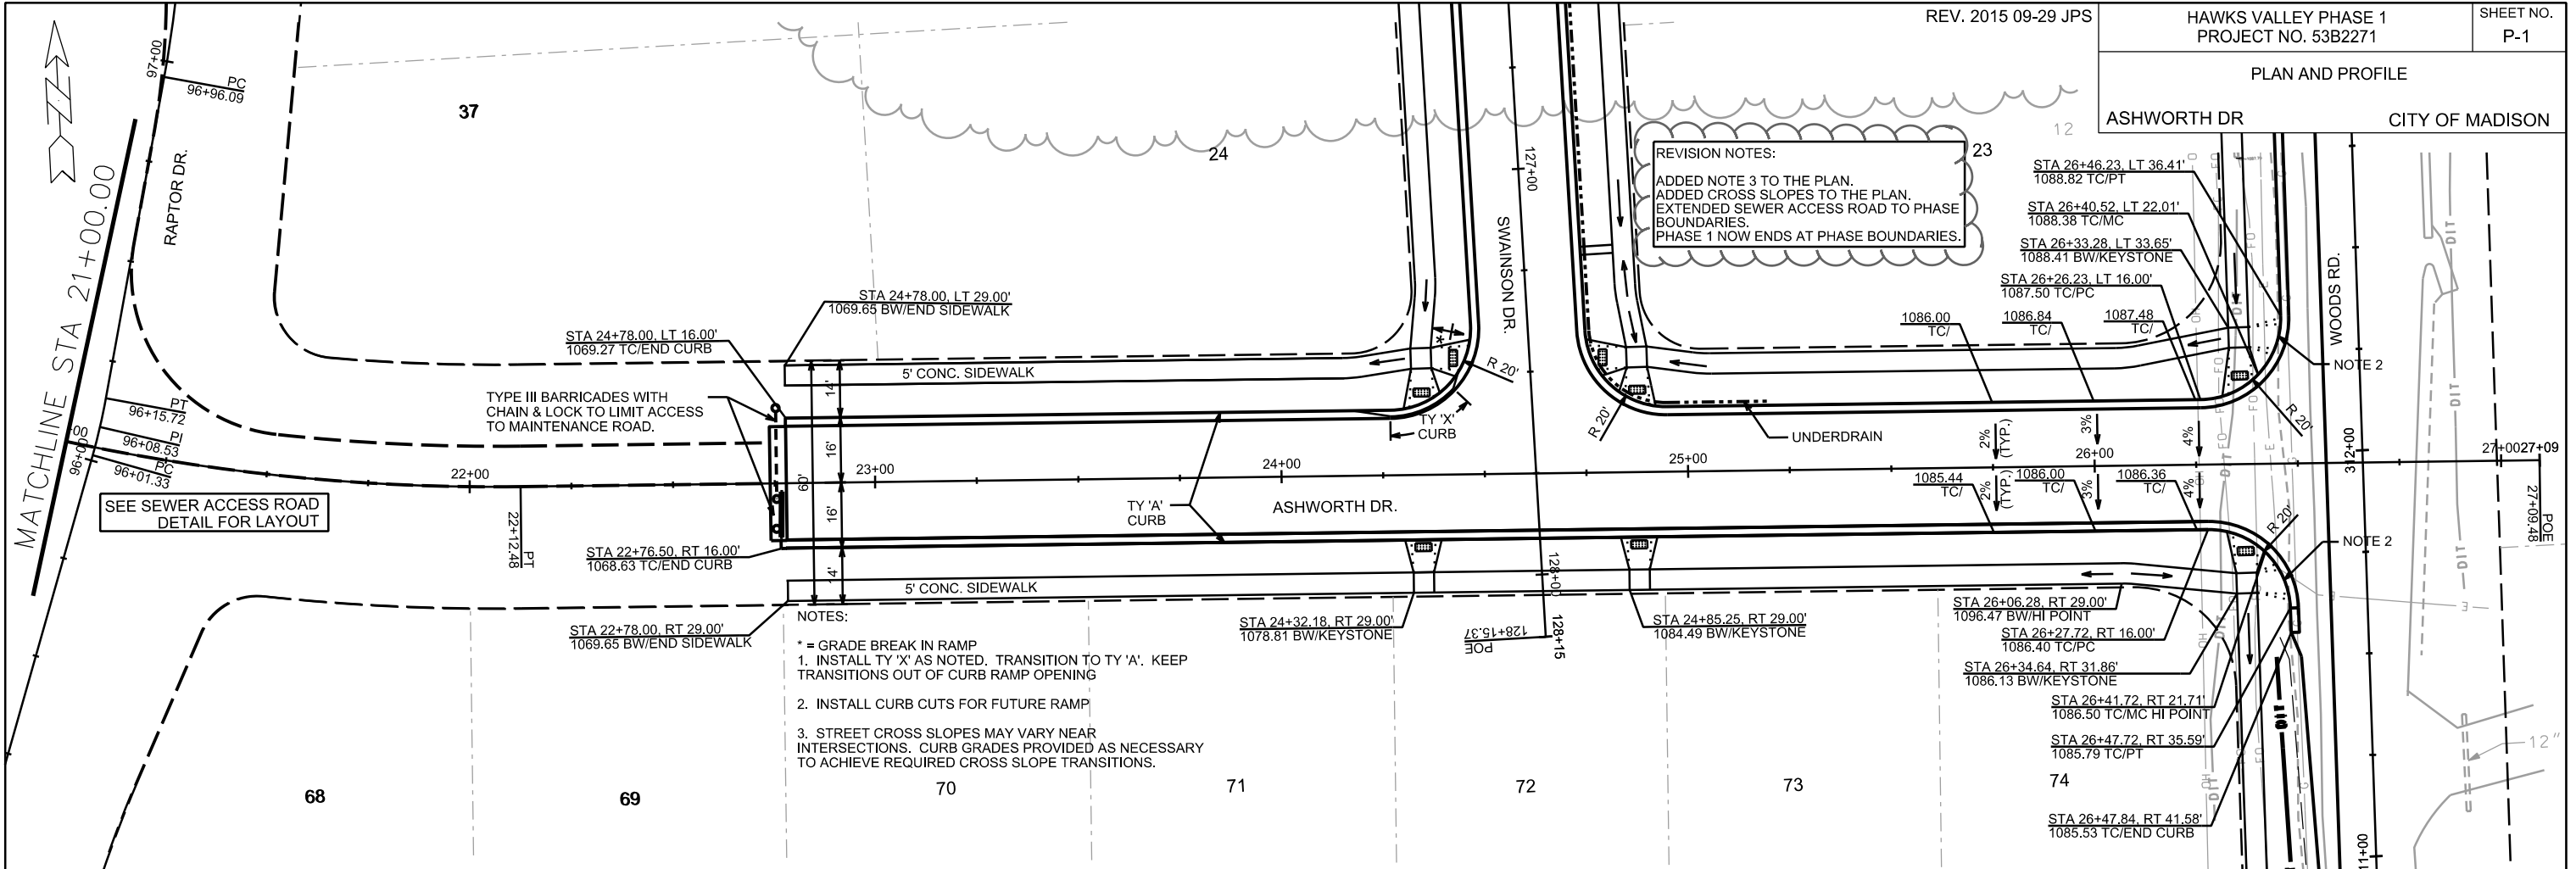 REV. 2015 09-29 JPS
HAWKS VALLEY PHASE 1
PROJECT NO. 53B2271
SHEET NO.
P-1
PLAN AND PROFILE
ASHWORTH DR
CITY OF MADISON
97+00
PC
96+96.09
RAPTOR DR.
MATCHLINE STA 21+00.00
PT
96+15.72
PI
96+08.53
PC
96+01.33
96+00
37
24
23
12
127+00
SWAINSON DR.
REVISION NOTES:
ADDED NOTE 3 TO THE PLAN.
ADDED CROSS SLOPES TO THE PLAN.
EXTENDED SEWER ACCESS ROAD TO PHASE
BOUNDARIES.
PHASE 1 NOW ENDS AT PHASE BOUNDARIES.
STA 26+46.23, LT 36.41'
1088.82 TC/PT
STA 26+40.52, LT 22.01'
1088.38 TC/MC
STA 26+33.28, LT 33.65'
1088.41 BW/KEYSTONE
STA 26+26.23, LT 16.00'
1087.50 TC/PC
1086.00
TC/
1086.84
TC/
1087.48
TC/
STA 24+78.00, LT 29.00'
1069.65 BW/END SIDEWALK
STA 24+78.00, LT 16.00'
1069.27 TC/END CURB
TYPE III BARRICADES WITH
CHAIN & LOCK TO LIMIT ACCESS
TO MAINTENANCE ROAD.
5' CONC. SIDEWALK
14'
16'
60'
16'
14'
R 20'
TY 'X'
CURB
*
R 20'
UNDERDRAIN
2%
(TYP.)
3%
4%
R 20'
NOTE 2
WOODS RD.
312+00
DIT
DIT
22+00
23+00
24+00
25+00
26+00
27+00
27+09
27+09.48
POE
SEE SEWER ACCESS ROAD
DETAIL FOR LAYOUT
22+12.48
PT
TY 'A'
CURB
ASHWORTH DR.
1085.44
TC/
2%
(TYP.)
1086.00
TC/
3%
1086.36
TC/
4%
R 20'
NOTE 2
STA 22+76.50, RT 16.00'
1068.63 TC/END CURB
5' CONC. SIDEWALK
STA 22+78.00, RT 29.00'
1069.65 BW/END SIDEWALK
128+00
128+15
128+15.37
POE
STA 24+32.18, RT 29.00'
1078.81 BW/KEYSTONE
STA 24+85.25, RT 29.00'
1084.49 BW/KEYSTONE
STA 26+06.28, RT 29.00'
1096.47 BW/HI POINT
STA 26+27.72, RT 16.00'
1086.40 TC/PC
STA 26+34.64, RT 31.86'
1086.13 BW/KEYSTONE
STA 26+41.72, RT 21.71'
1086.50 TC/MC HI POINT
STA 26+47.72, RT 35.59'
1085.79 TC/PT
STA 26+47.84, RT 41.58'
1085.53 TC/END CURB
NOTES:
* = GRADE BREAK IN RAMP
1. INSTALL TY 'X' AS NOTED. TRANSITION TO TY 'A'. KEEP
TRANSITIONS OUT OF CURB RAMP OPENING
2. INSTALL CURB CUTS FOR FUTURE RAMP
3. STREET CROSS SLOPES MAY VARY NEAR
INTERSECTIONS. CURB GRADES PROVIDED AS NECESSARY
TO ACHIEVE REQUIRED CROSS SLOPE TRANSITIONS.
68
69
70
71
72
73
74
12"
11+00